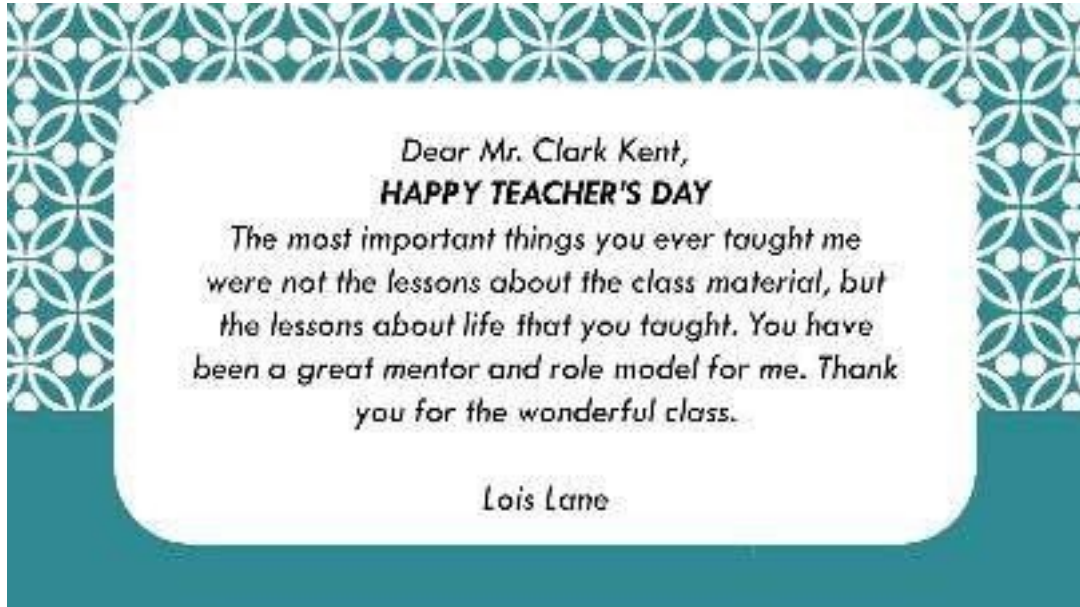 Dear Mr. Clark Kent,
HAPPY TEACHER'S DAY
The most important things you ever taught me
were not the lessons about the class material, but
the lessons about life that you taught. You have
been a great mentor and role model for me. Thank
you for the wonderful class.
Lois Lane